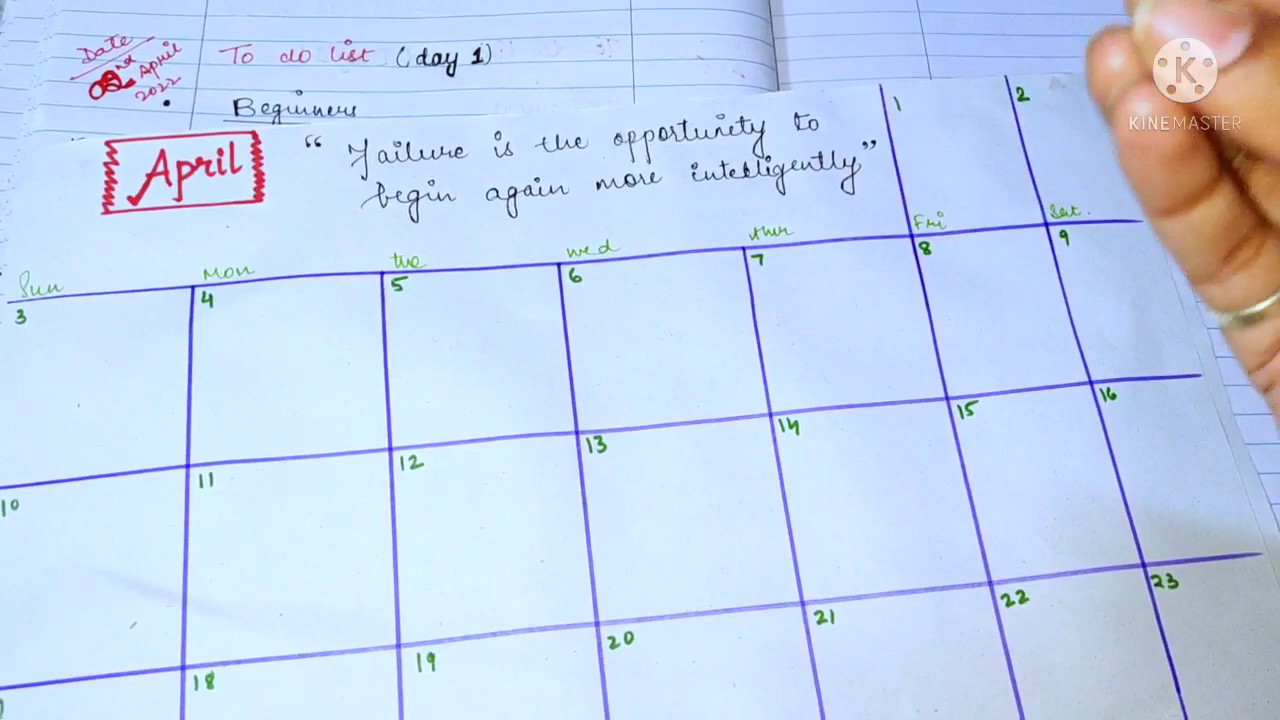 Date
02nd April
2022
To do list (day 1)
Beginners
April
“ Failure is the opportunity to
begin again more intelligently”
1 2
Sun Mon tue wed thur Fri Sat.
3 4 5 6 7 8 9
10 11 12 13 14 15 16
18 19 20 21 22 23
K
KINEMASTER